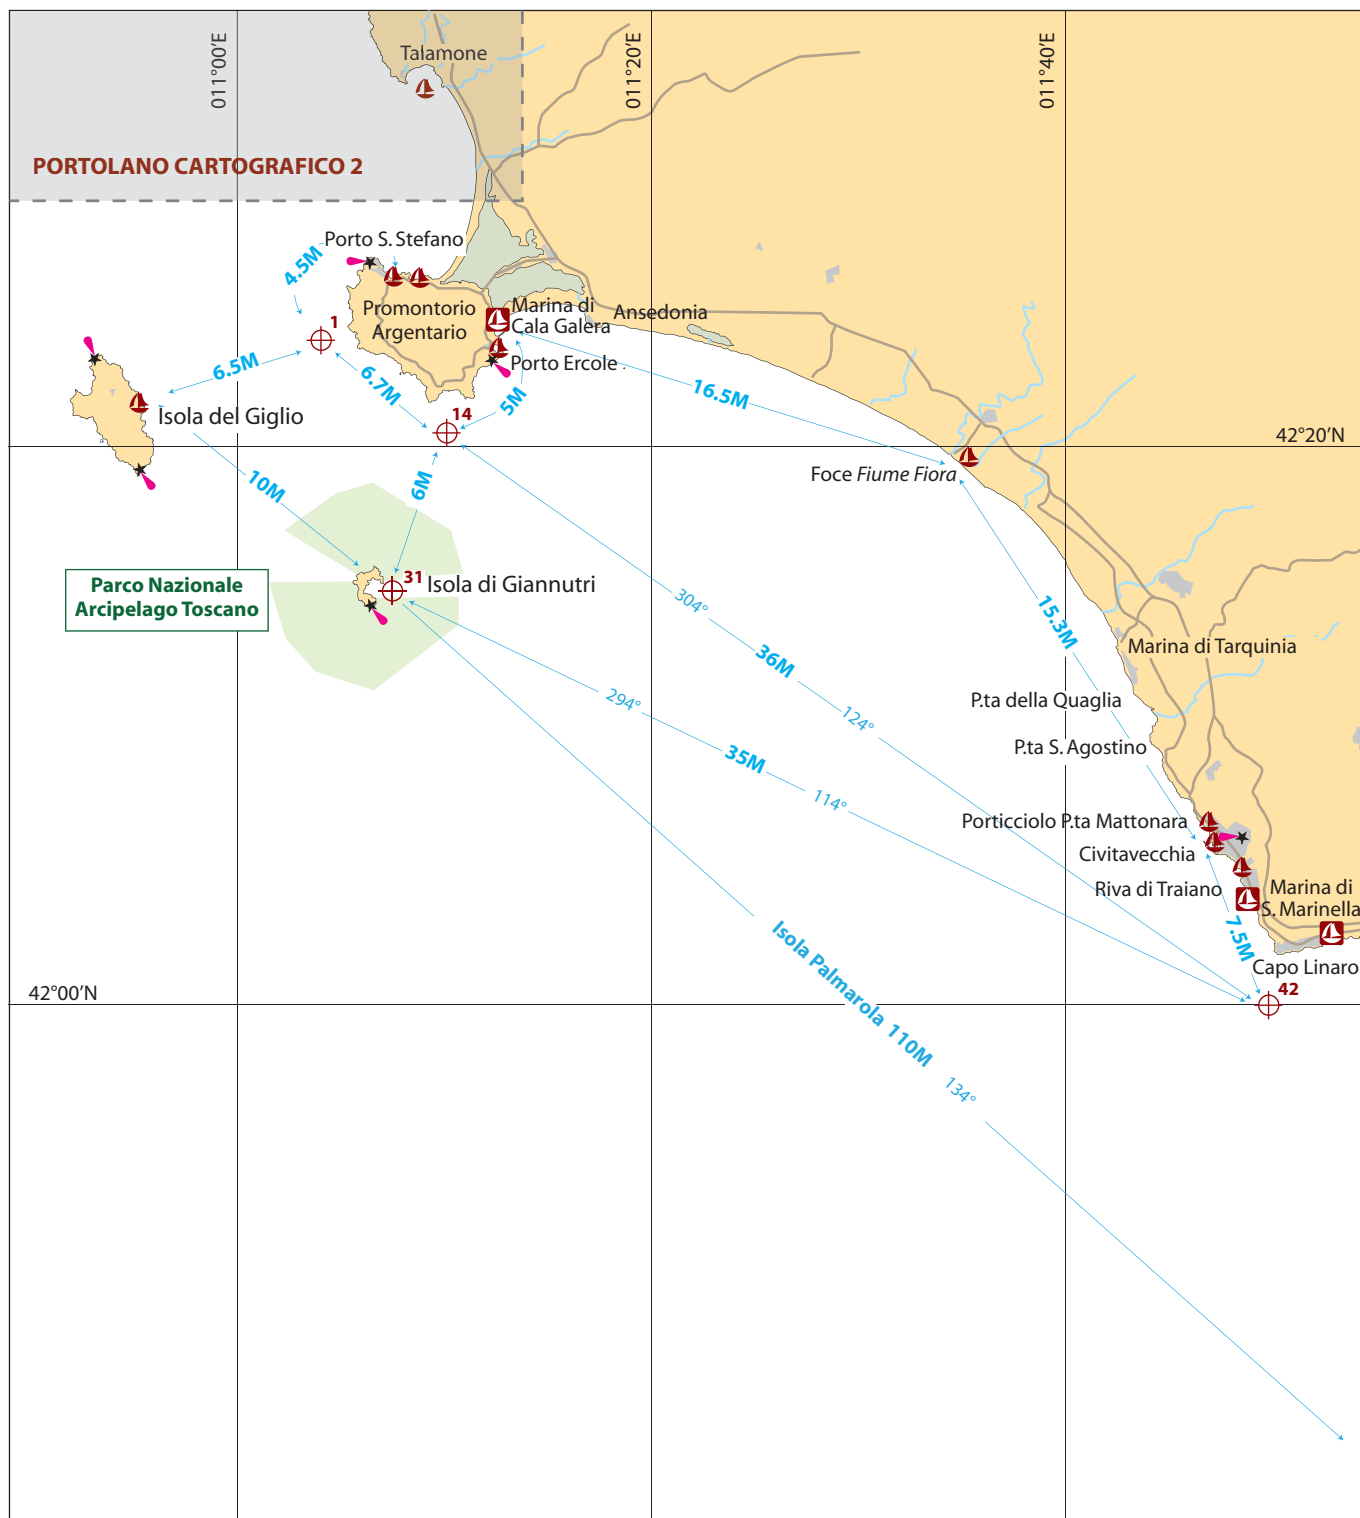 011°00'E
011°20'E
011°40'E
Talamone
PORTOLANO CARTOGRAFICO 2
Porto S. Stefano
4.5M
Promontorio
Argentario
Marina di
Cala Galera
Ansedonia
1
6.5M
6.7M
Porto Ercole
5M
16.5M
14
Isola del Giglio
42°20'N
Foce Fiume Fiora
10M
6M
Parco Nazionale
Arcipelago Toscano
31
Isola di Giannutri
304°
15.3M
36M
Marina di Tarquinia
294°
P.ta della Quaglia
124°
P.ta S. Agostino
35M
114°
Porticciolo P.ta Mattonara
Civitavecchia
Riva di Traiano
Marina di
S. Marinella
7.5M
Isola Palmarola 110M
Capo Linaro
42°00'N
42
134°